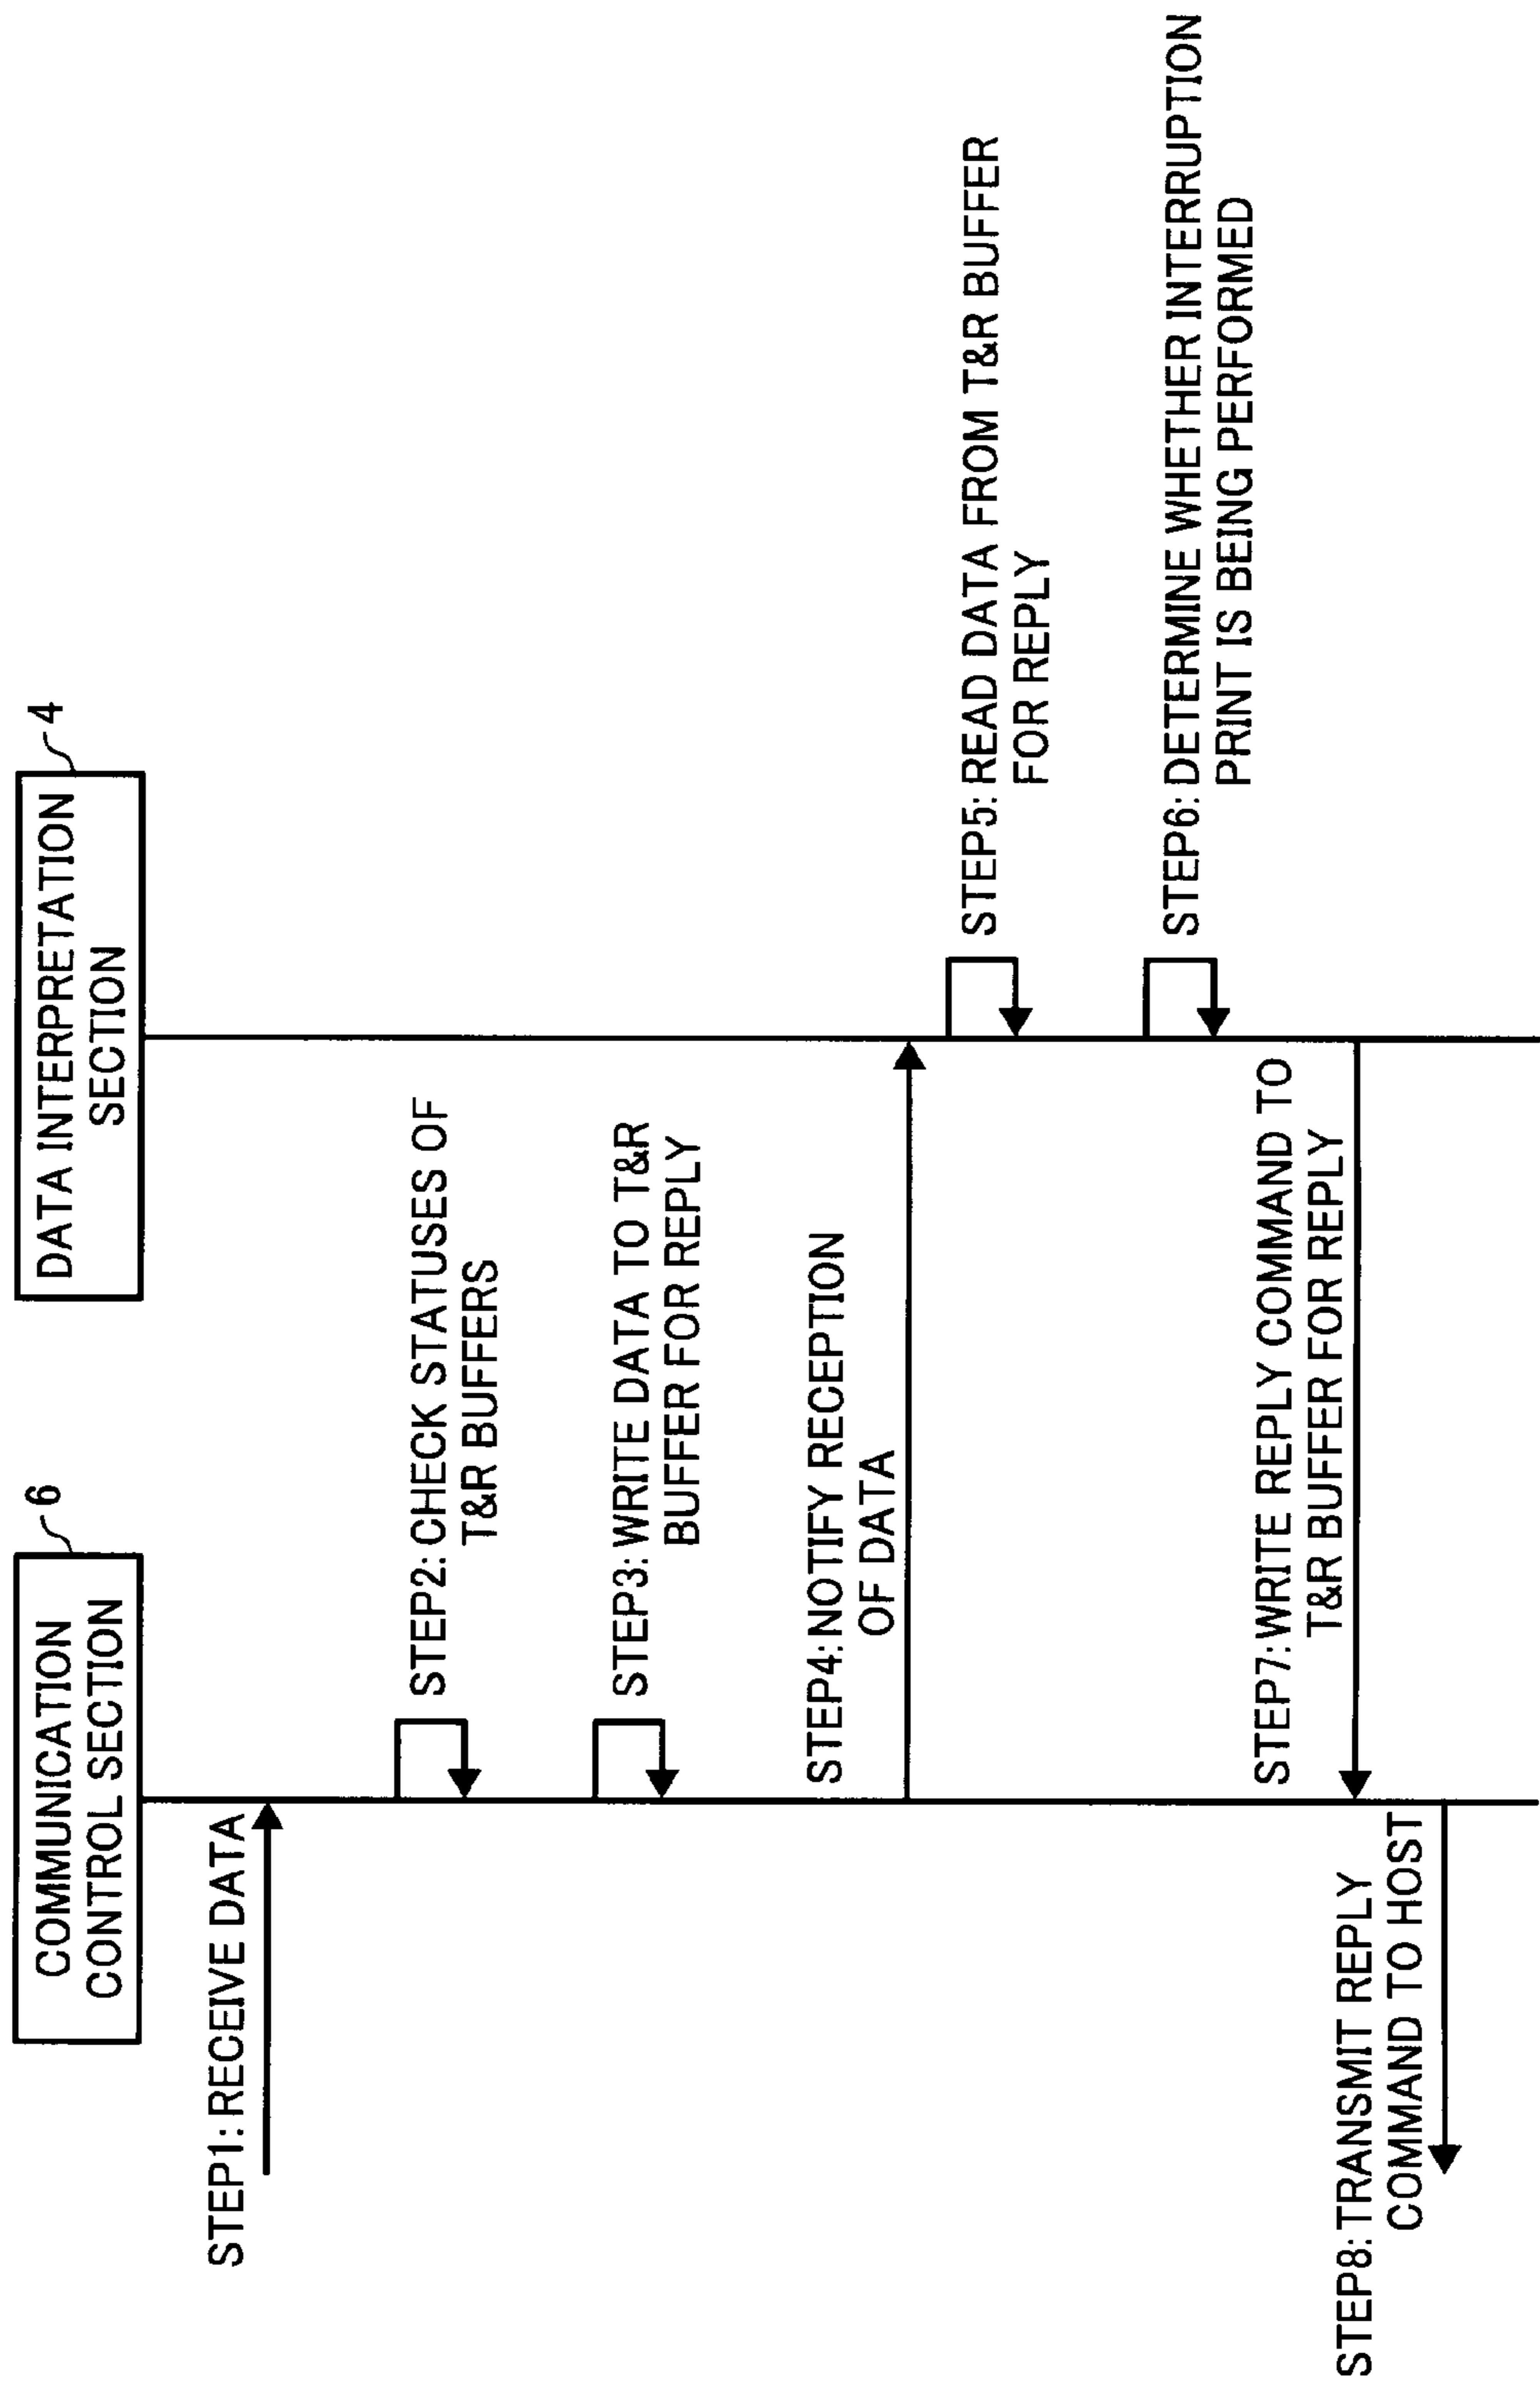 COMMUNICATION
CONTROL SECTION
6
DATA INTERPRETATION
SECTION
4
STEP1: RECEIVE DATA
STEP2: CHECK STATUSES OF
T&R BUFFERS
STEP3: WRITE DATA TO T&R
BUFFER FOR REPLY
STEP4: NOTIFY RECEPTION
OF DATA
STEP5: READ DATA FROM T&R BUFFER
FOR REPLY
STEP6: DETERMINE WHETHER INTERRUPTION
PRINT IS BEING PERFORMED
STEP7: WRITE REPLY COMMAND TO
T&R BUFFER FOR REPLY
STEP8: TRANSMIT REPLY
COMMAND TO HOST